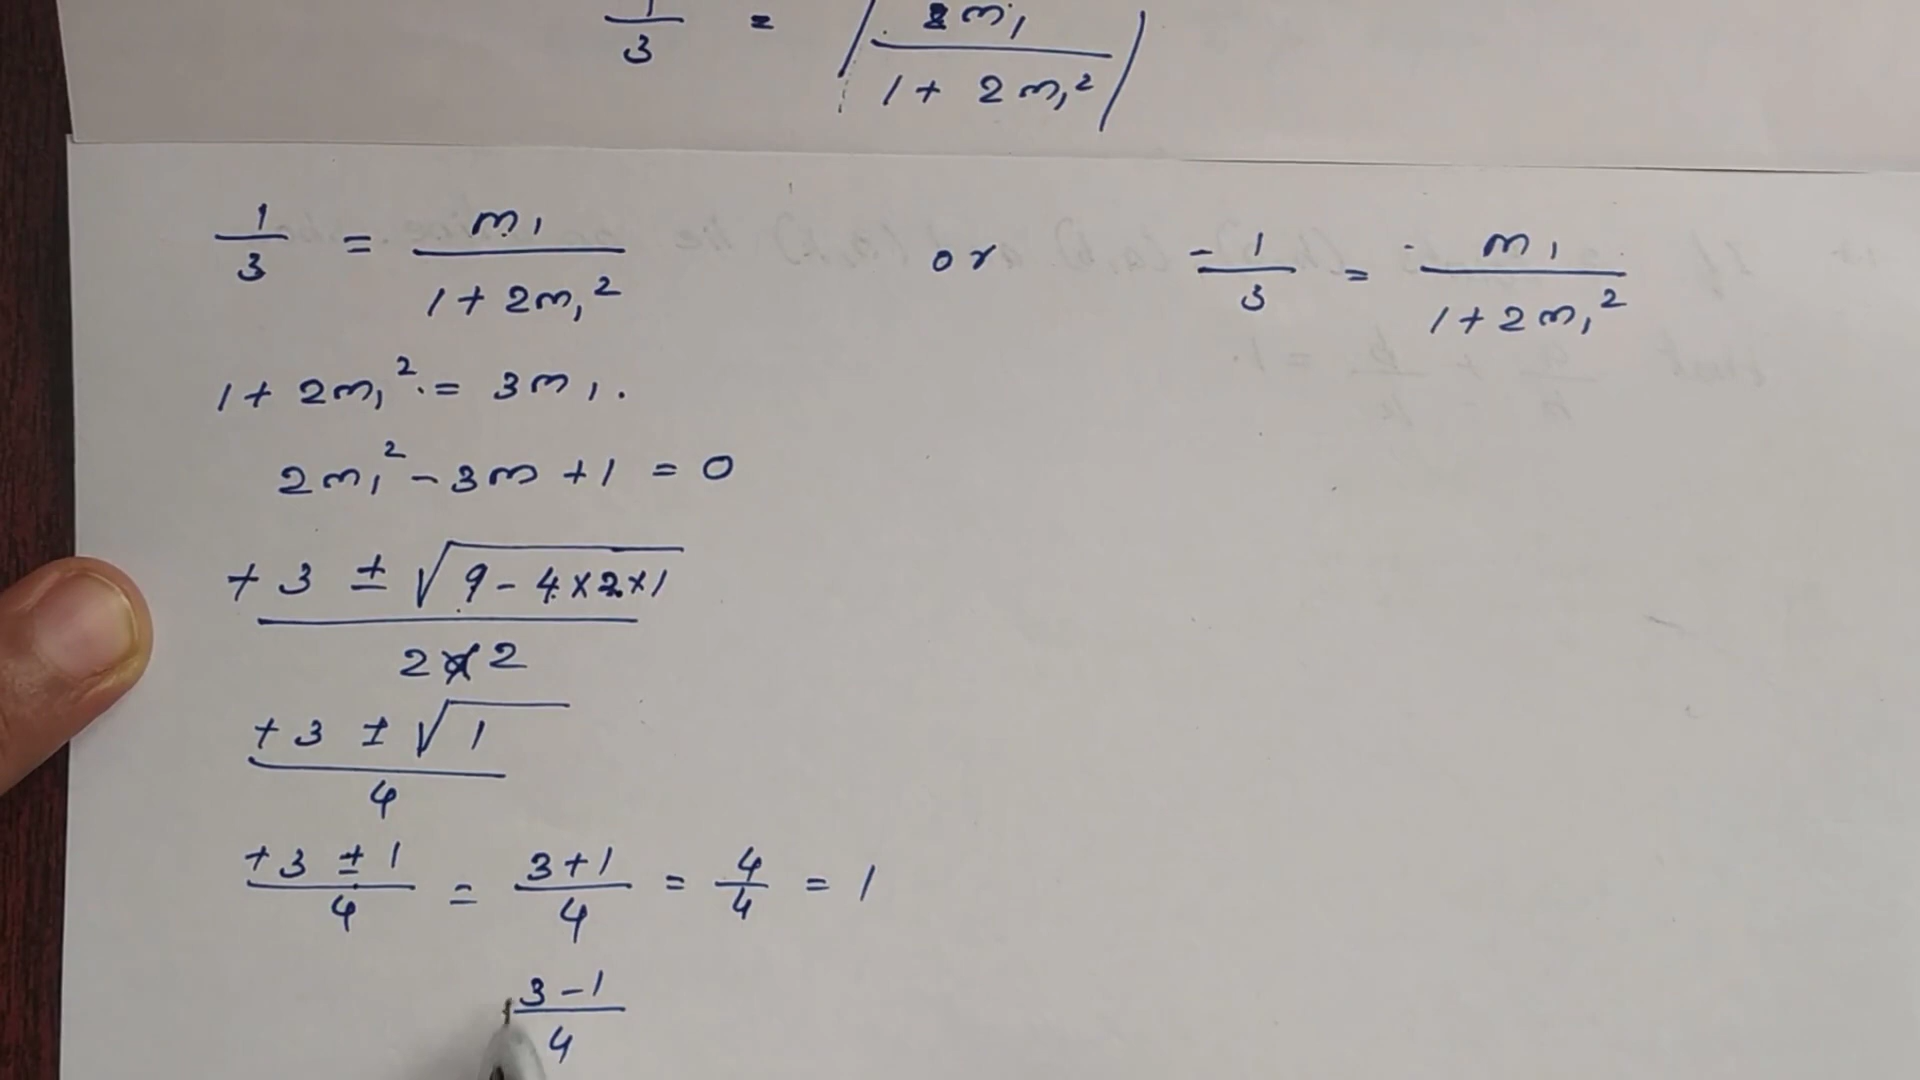 1/3 = | m₁ / 1 + 2m₁² |
1/3 = m₁ / 1 + 2m₁² or -1/3 = m₁ / 1 + 2m₁²
1 + 2m₁² = 3m₁.
2m₁² - 3m + 1 = 0
+3 ± √(9 - 4×2×1) / 2×2
+3 ± √1 / 4
+3 ± 1 / 4 = 3+1 / 4 = 4/4 = 1
3-1 / 4